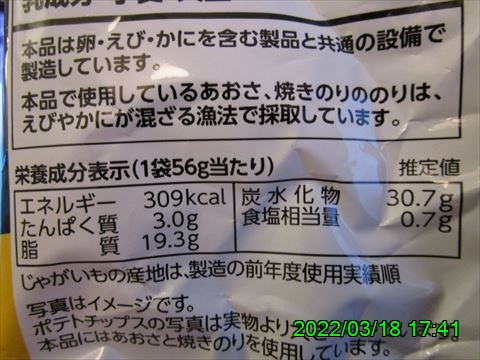 本品は卵・えび・かにを含む製品と共通の設備で
製造しています。
本品で使用しているあおさ、焼きのりののりは、
えびやかにが混ざる漁法で採取しています。
栄養成分表示(1袋56g当たり) 推定値
エネルギー 309kcal 炭水化物 30.7g
たんぱく質 3.0g 食塩相当量 0.7g
脂質 19.3g
じゃがいもの産地は、製造の前年度使用実績順
写真はイメージです。
ポテトチップスの写真は実物より
本品にはあおさと焼きのりを使用しています。
2022/03/18 17:41